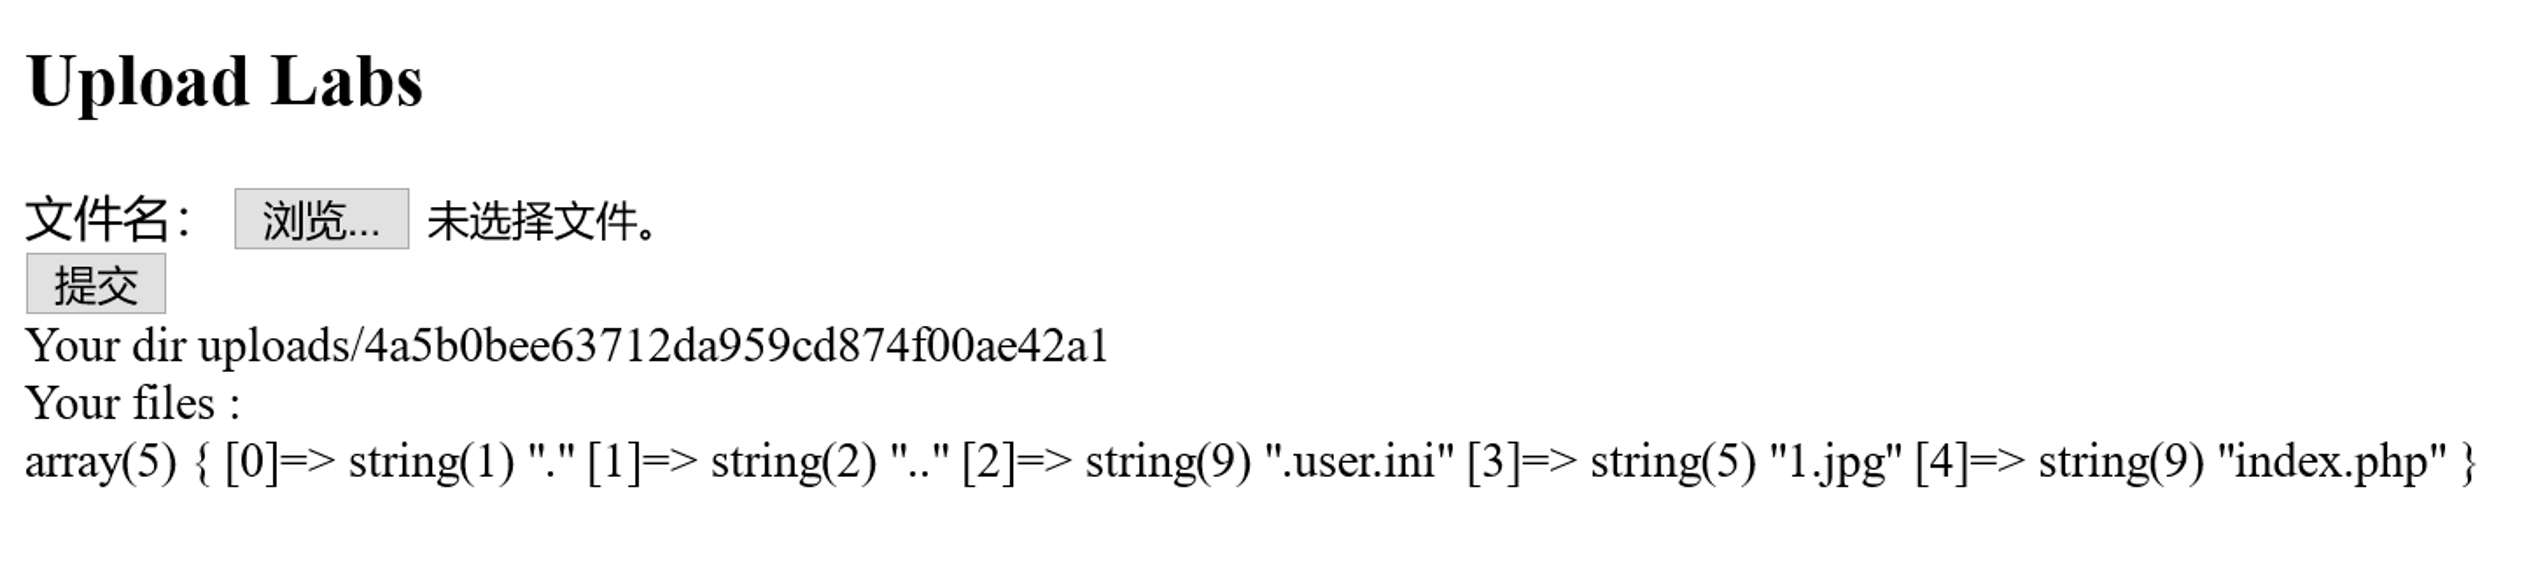 Upload Labs
文件名： 浏览... 未选择文件。
提交
Your dir uploads/4a5b0bee63712da959cd874f00ae42a1
Your files :
array(5) { [0]=> string(1) "." [1]=> string(2) ".." [2]=> string(9) ".user.ini" [3]=> string(5) "1.jpg" [4]=> string(9) "index.php" }